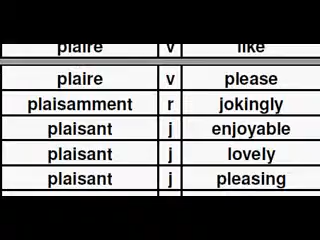 plaire v like
plaire v please
plaisamment r jokingly
plaisant j enjoyable
plaisant j lovely
plaisant j pleasing